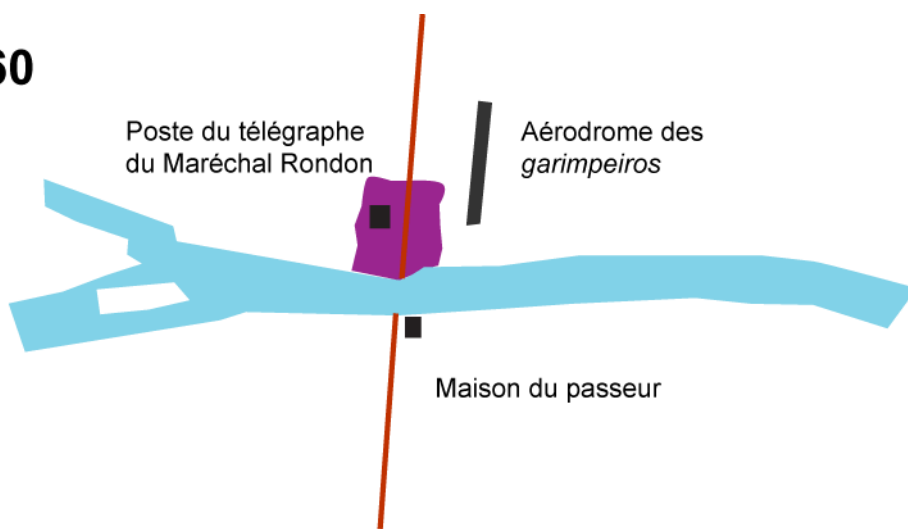 60
Poste du télégraphe
du Maréchal Rondon
Aérodrome des
garimpeiros
Maison du passeur